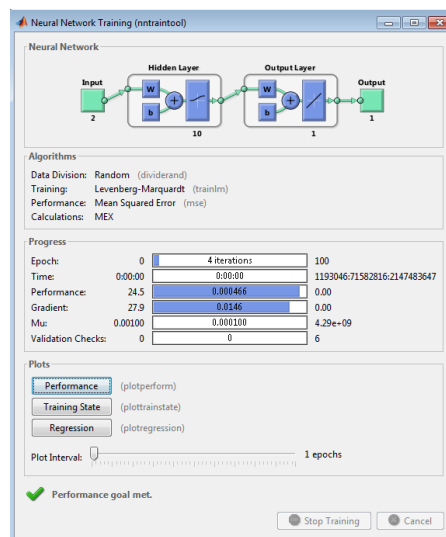 Neural Network Training (nntraintool)
Neural Network
Hidden Layer Output Layer
Input Output
W W
+ +
b b
2 10 1 1
Algorithms
Data Division: Random (dividerand)
Training: Levenberg-Marquardt (trainlm)
Performance: Mean Squared Error (mse)
Calculations: MEX
Progress
Epoch: 0 4 iterations 100
Time: 0:00:00 0:00:00 1193046:71582816:2147483647
Performance: 24.5 0.000466 0.00
Gradient: 27.9 0.0146 0.00
Mu: 0.00100 0.000100 4.29e+09
Validation Checks: 0 0 6
Plots
Performance (plotperform)
Training State (plottrainstate)
Regression (plotregression)
Plot Interval: 1 epochs
Performance goal met.
Stop Training Cancel